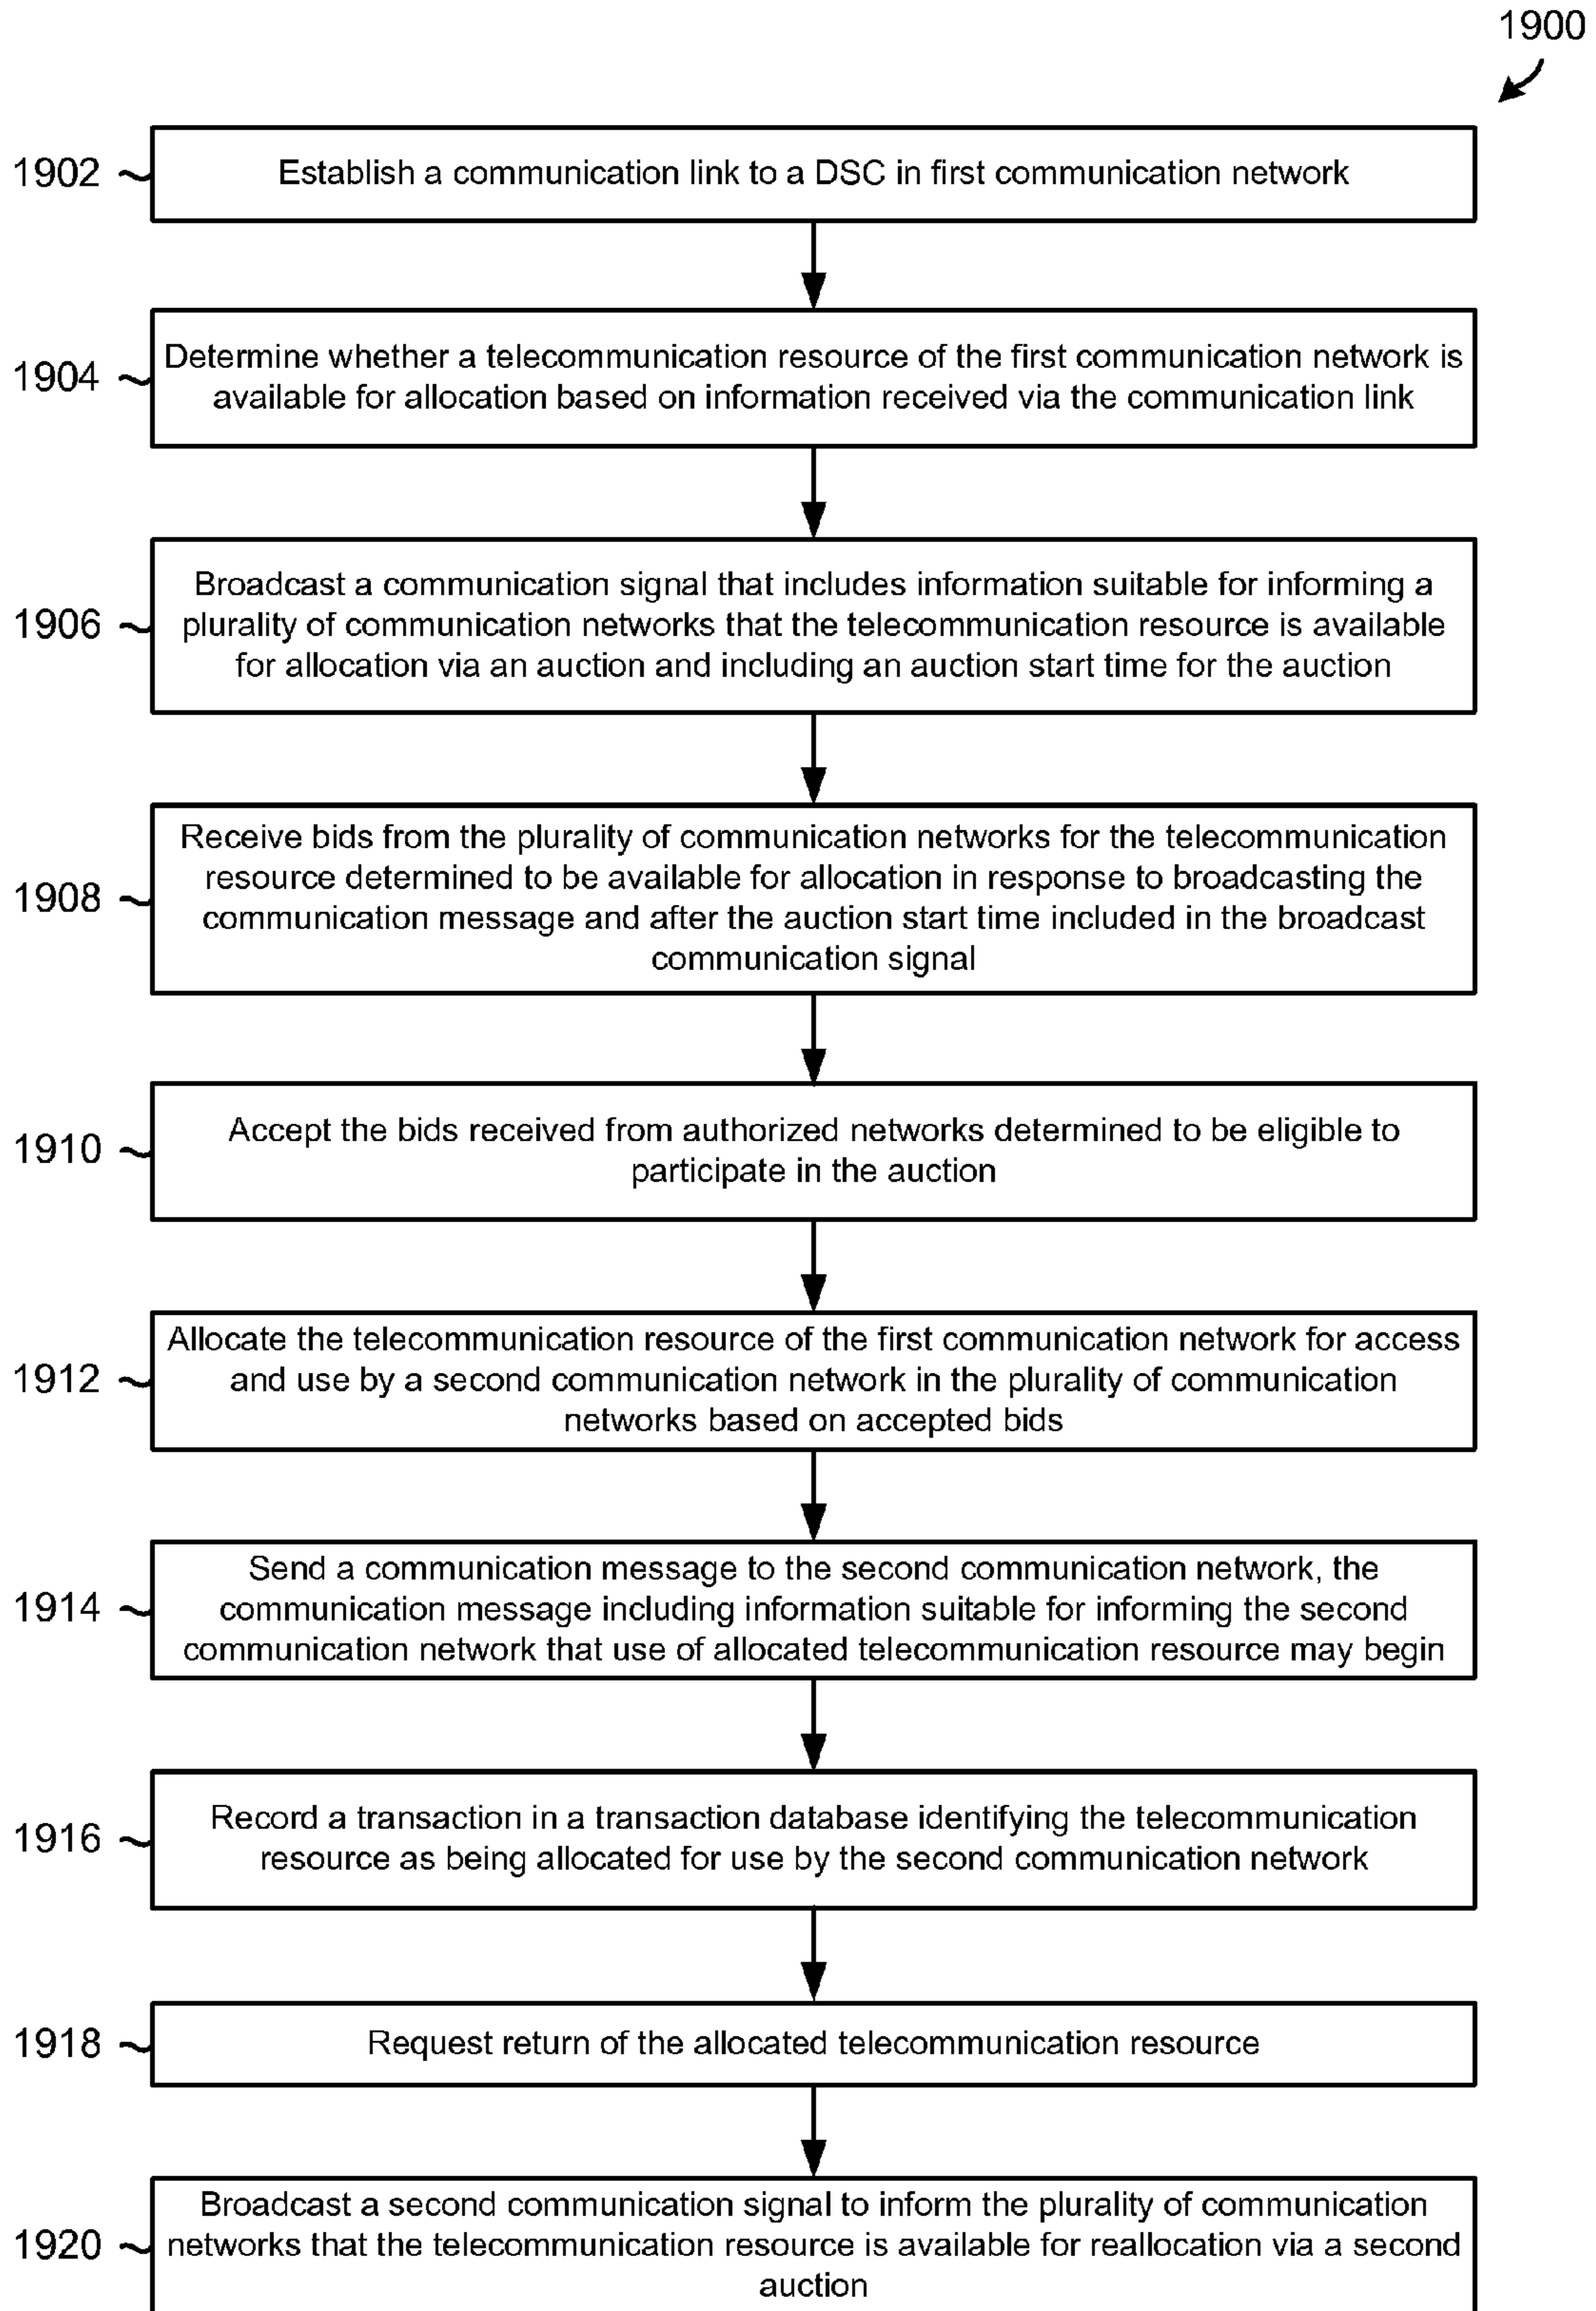 1900
1902
Establish a communication link to a DSC in first communication network
1904
Determine whether a telecommunication resource of the first communication network is
available for allocation based on information received via the communication link
1906
Broadcast a communication signal that includes information suitable for informing a
plurality of communication networks that the telecommunication resource is available
for allocation via an auction and including an auction start time for the auction
1908
Receive bids from the plurality of communication networks for the telecommunication
resource determined to be available for allocation in response to broadcasting the
communication message and after the auction start time included in the broadcast
communication signal
1910
Accept the bids received from authorized networks determined to be eligible to
participate in the auction
1912
Allocate the telecommunication resource of the first communication network for access
and use by a second communication network in the plurality of communication
networks based on accepted bids
1914
Send a communication message to the second communication network, the
communication message including information suitable for informing the second
communication network that use of allocated telecommunication resource may begin
1916
Record a transaction in a transaction database identifying the telecommunication
resource as being allocated for use by the second communication network
1918
Request return of the allocated telecommunication resource
1920
Broadcast a second communication signal to inform the plurality of communication
networks that the telecommunication resource is available for reallocation via a second
auction